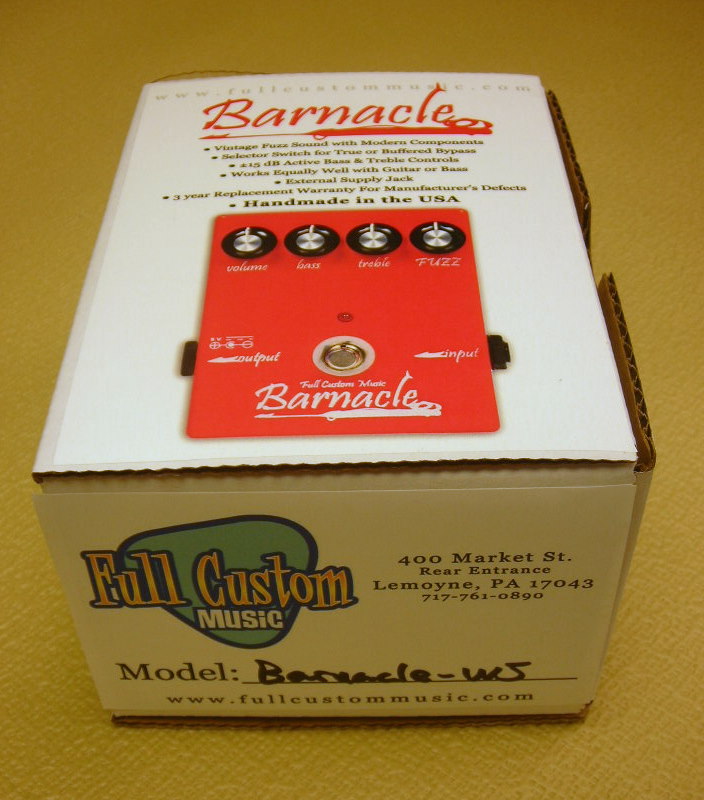 www.fullcustommusic.com
Barnacle
• Vintage Fuzz Sound with Modern Components
• Selector Switch for True or Buffered Bypass
• ±15 dB Active Bass & Treble Controls
• Works Equally Well with Guitar or Bass
• External Supply Jack
• 3 year Replacement Warranty For Manufacturer's Defects
• Handmade in the USA
volume bass treble FUZZ
9 V
output input
Full Custom Music
Barnacle
Full Custom
MUSIC
400 Market St.
Rear Entrance
Lemoyne, PA 17043
717-761-0890
Model: Barnacle-WS
www.fullcustommusic.com